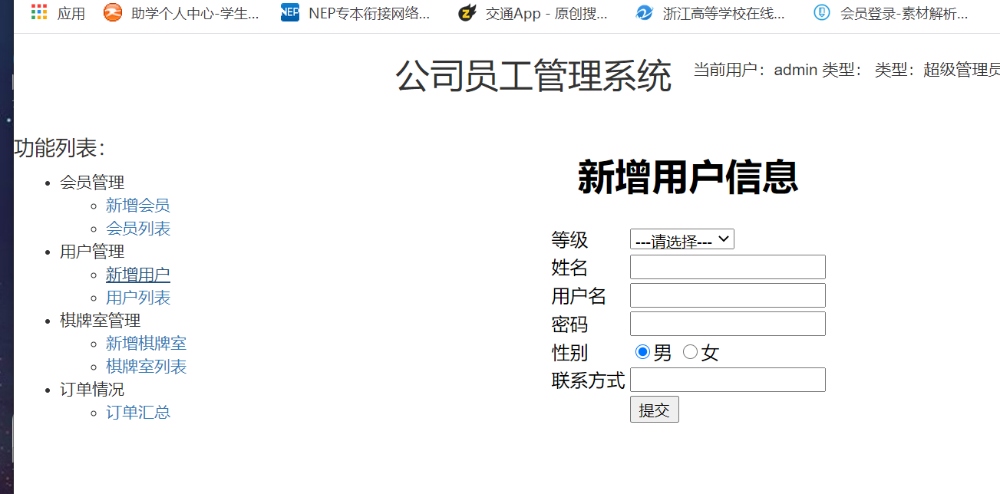 应用 助学个人中心-学生... NEP专本衔接网络... 交通App - 原创搜... 浙江高等学校在线... 会员登录-素材解析...
公司员工管理系统 当前用户：admin 类型： 类型：超级管理员
功能列表：
新增用户信息
会员管理
新增会员
会员列表
用户管理
新增用户
用户列表
棋牌室管理
新增棋牌室
棋牌室列表
订单情况
订单汇总
等级 ---请选择---
姓名
用户名
密码
性别 男 女
联系方式
提交